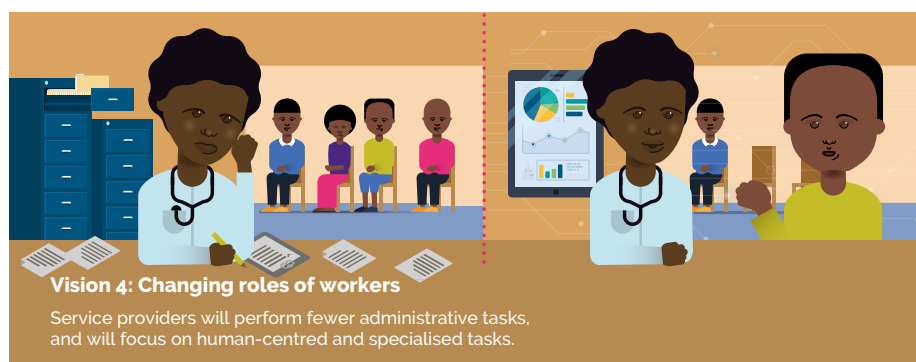 Vision 4: Changing roles of workers
Service providers will perform fewer administrative tasks,
and will focus on human-centred and specialised tasks.